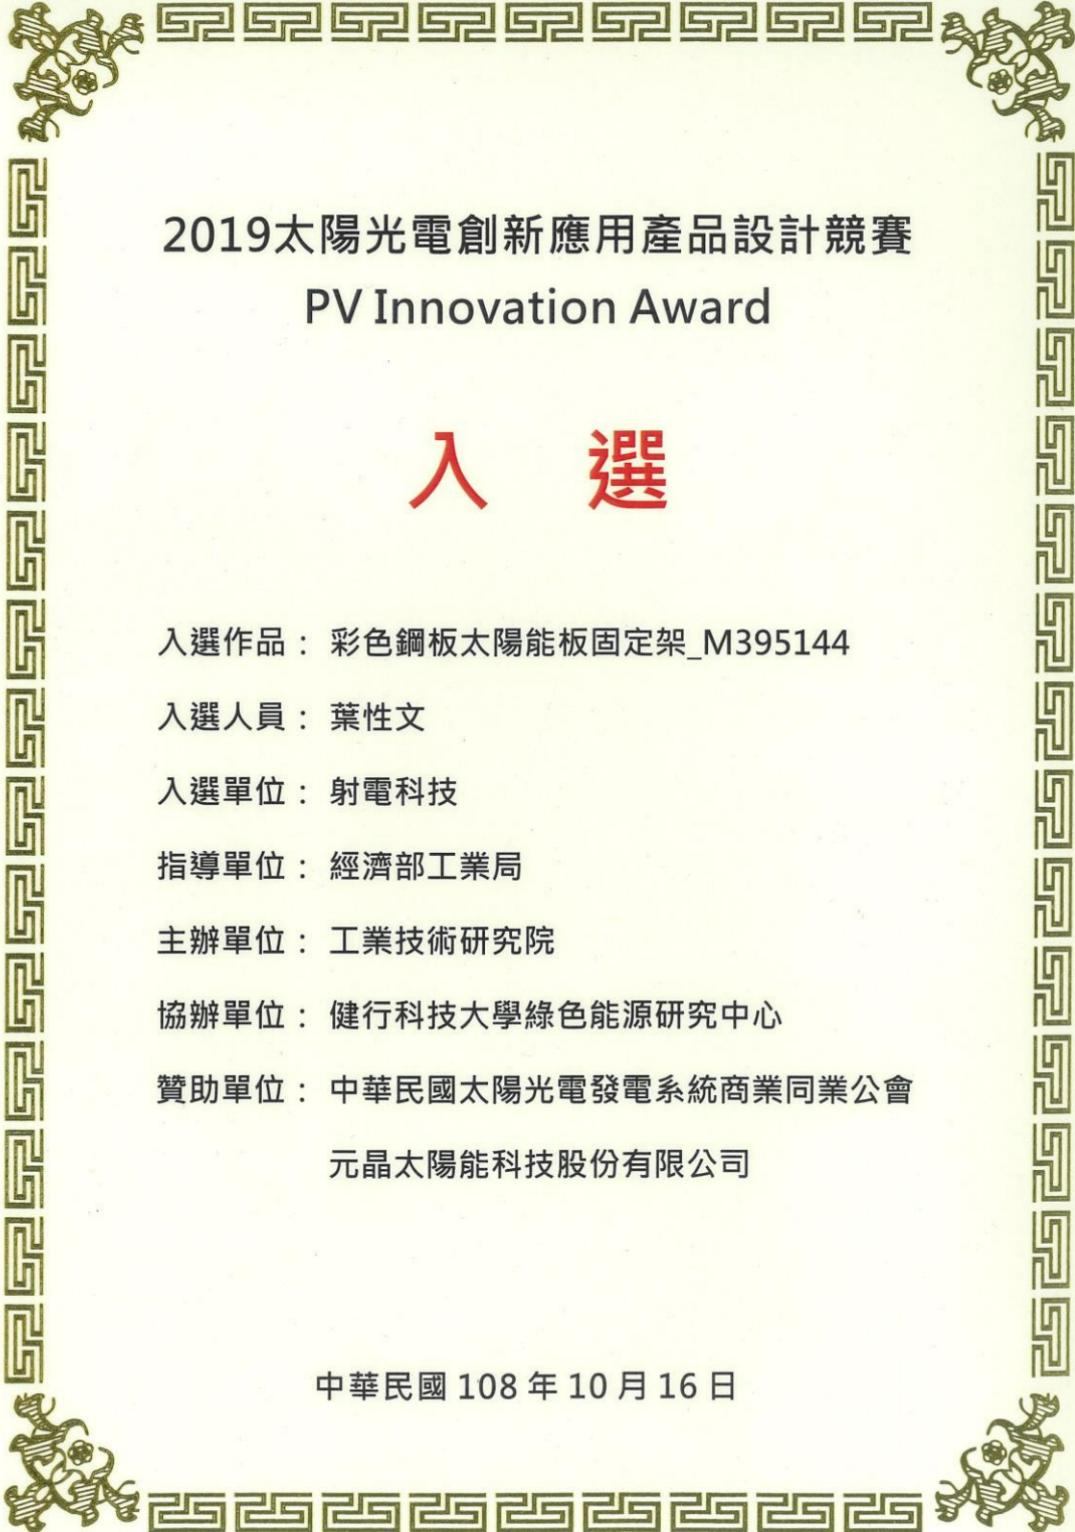 2019太陽光電創新應用產品設計競賽
PV Innovation Award
入 選
入選作品： 彩色鋼板太陽能板固定架_M395144
入選人員： 葉性文
入選單位： 射電科技
指導單位： 經濟部工業局
主辦單位： 工業技術研究院
協辦單位： 健行科技大學綠色能源研究中心
贊助單位： 中華民國太陽光電發電系統商業同業公會
元晶太陽能科技股份有限公司
中華民國 108 年 10 月 16 日